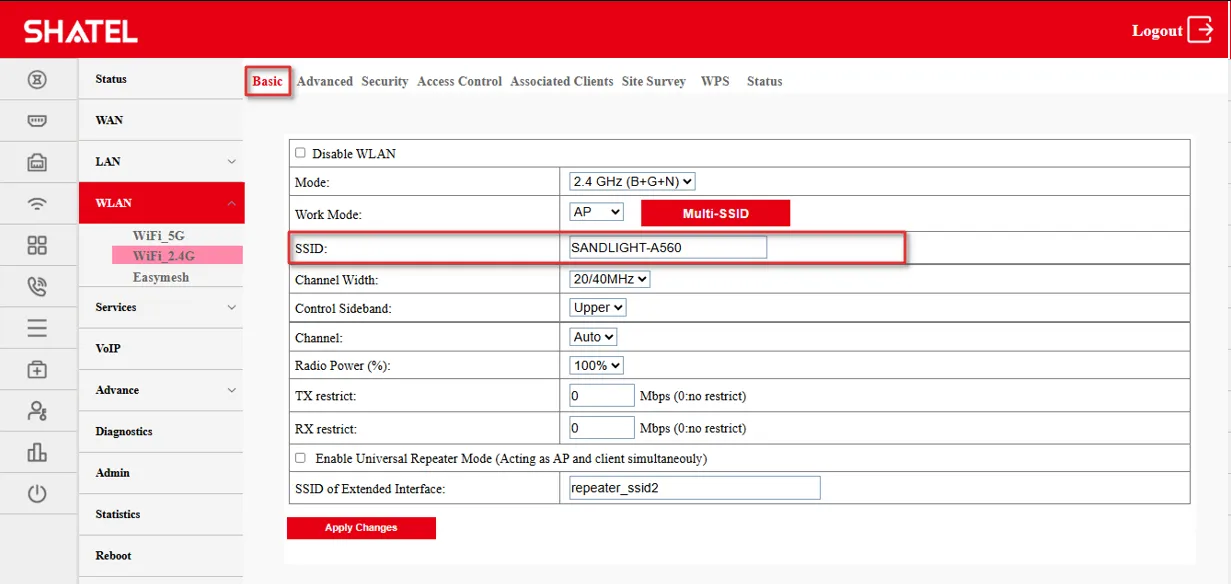 SHATEL
Logout
Status
WAN
LAN
WLAN
WiFi_5G
WiFi_2.4G
Easymesh
Services
VoIP
Advance
Diagnostics
Admin
Statistics
Reboot
Basic Advanced Security Access Control Associated Clients Site Survey WPS Status
Disable WLAN
Mode: 2.4 GHz (B+G+N)
Work Mode: AP Multi-SSID
SSID: SANDLIGHT-A560
Channel Width: 20/40MHz
Control Sideband: Upper
Channel: Auto
Radio Power (%): 100%
TX restrict: 0 Mbps (0:no restrict)
RX restrict: 0 Mbps (0:no restrict)
Enable Universal Repeater Mode (Acting as AP and client simultaneouly)
SSID of Extended Interface: repeater_ssid2
Apply Changes